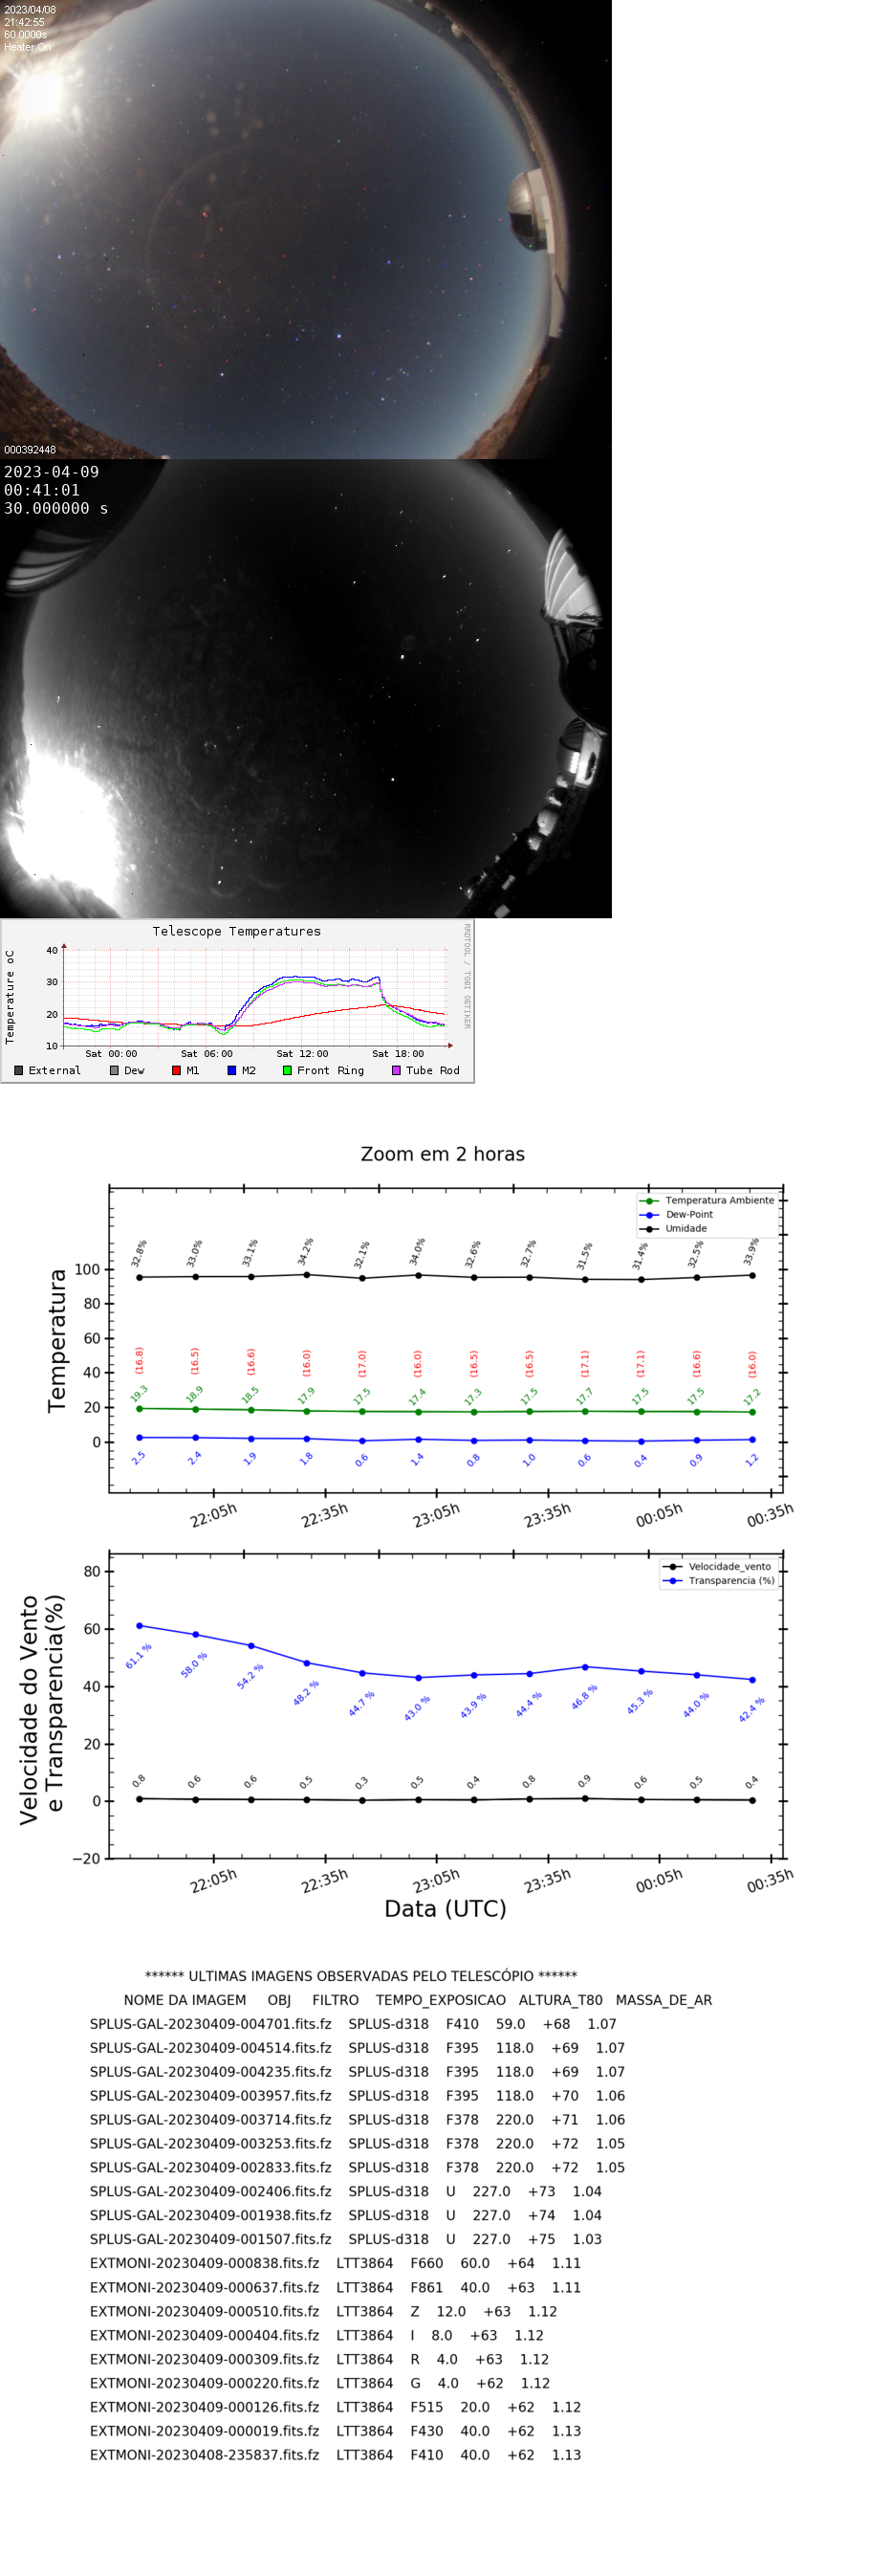 2023/04/08
21:42:55
60.0000s
Heater On
000392448
2023-04-09
00:41:01
30.000000 s
Telescope Temperatures
RRDTOOL / TOBI OETIKER
Temperature oC
40
30
20
10
Sat 00:00 Sat 06:00 Sat 12:00 Sat 18:00
External Dew M1 M2 Front Ring Tube Rod
Zoom em 2 horas
Temperatura Ambiente
Dew-Point
Umidade
Temperatura
100
80
60
40
20
0
32.8% 33.0% 33.1% 34.2% 32.1% 34.0% 32.6% 32.7% 31.5% 31.4% 32.5% 33.9%
(16.8) (16.5) (16.6) (16.0) (17.0) (16.0) (16.5) (16.5) (17.1) (17.1) (16.6) (16.0)
19.3 18.9 18.5 17.9 17.5 17.4 17.3 17.5 17.7 17.5 17.5 17.2
2.5 2.4 1.9 1.8 0.6 1.4 0.8 1.0 0.6 0.4 0.9 1.2
22:05h 22:35h 23:05h 23:35h 00:05h 00:35h
Velocidade_vento
Transparencia (%)
Velocidade do Vento
e Transparencia(%)
80
60
40
20
0
−20
61.1 % 58.0 % 54.2 % 48.2 % 44.7 % 43.0 % 43.9 % 44.4 % 46.8 % 45.3 % 44.0 % 42.4 %
0.8 0.6 0.6 0.5 0.3 0.5 0.4 0.8 0.9 0.6 0.5 0.4
22:05h 22:35h 23:05h 23:35h 00:05h 00:35h
Data (UTC)
****** ULTIMAS IMAGENS OBSERVADAS PELO TELESCÓPIO ******
NOME DA IMAGEM OBJ FILTRO TEMPO_EXPOSICAO ALTURA_T80 MASSA_DE_AR
SPLUS-GAL-20230409-004701.fits.fz SPLUS-d318 F410 59.0 +68 1.07
SPLUS-GAL-20230409-004514.fits.fz SPLUS-d318 F395 118.0 +69 1.07
SPLUS-GAL-20230409-004235.fits.fz SPLUS-d318 F395 118.0 +69 1.07
SPLUS-GAL-20230409-003957.fits.fz SPLUS-d318 F395 118.0 +70 1.06
SPLUS-GAL-20230409-003714.fits.fz SPLUS-d318 F378 220.0 +71 1.06
SPLUS-GAL-20230409-003253.fits.fz SPLUS-d318 F378 220.0 +72 1.05
SPLUS-GAL-20230409-002833.fits.fz SPLUS-d318 F378 220.0 +72 1.05
SPLUS-GAL-20230409-002406.fits.fz SPLUS-d318 U 227.0 +73 1.04
SPLUS-GAL-20230409-001938.fits.fz SPLUS-d318 U 227.0 +74 1.04
SPLUS-GAL-20230409-001507.fits.fz SPLUS-d318 U 227.0 +75 1.03
EXTMONI-20230409-000838.fits.fz LTT3864 F660 60.0 +64 1.11
EXTMONI-20230409-000637.fits.fz LTT3864 F861 40.0 +63 1.11
EXTMONI-20230409-000510.fits.fz LTT3864 Z 12.0 +63 1.12
EXTMONI-20230409-000404.fits.fz LTT3864 I 8.0 +63 1.12
EXTMONI-20230409-000309.fits.fz LTT3864 R 4.0 +63 1.12
EXTMONI-20230409-000220.fits.fz LTT3864 G 4.0 +62 1.12
EXTMONI-20230409-000126.fits.fz LTT3864 F515 20.0 +62 1.12
EXTMONI-20230409-000019.fits.fz LTT3864 F430 40.0 +62 1.13
EXTMONI-20230408-235837.fits.fz LTT3864 F410 40.0 +62 1.13